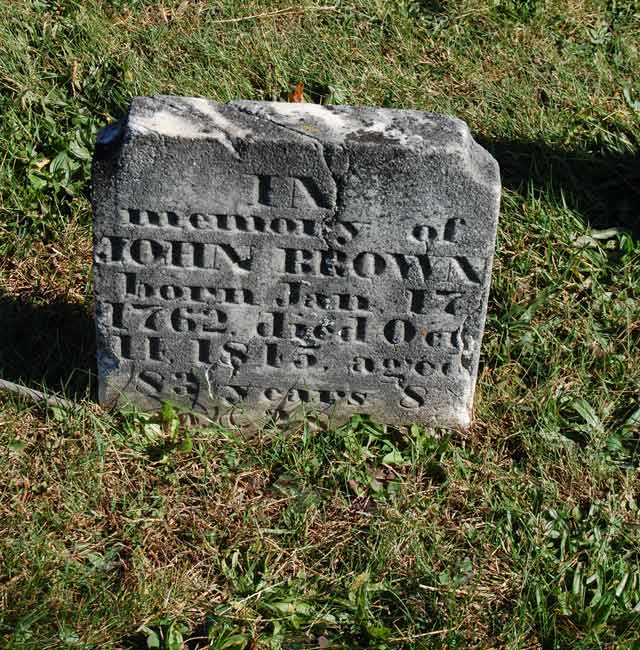 IN
memory of
JOHN BROWN
born Jan 17
1762. died Oct
11 1845. aged
83 years 8